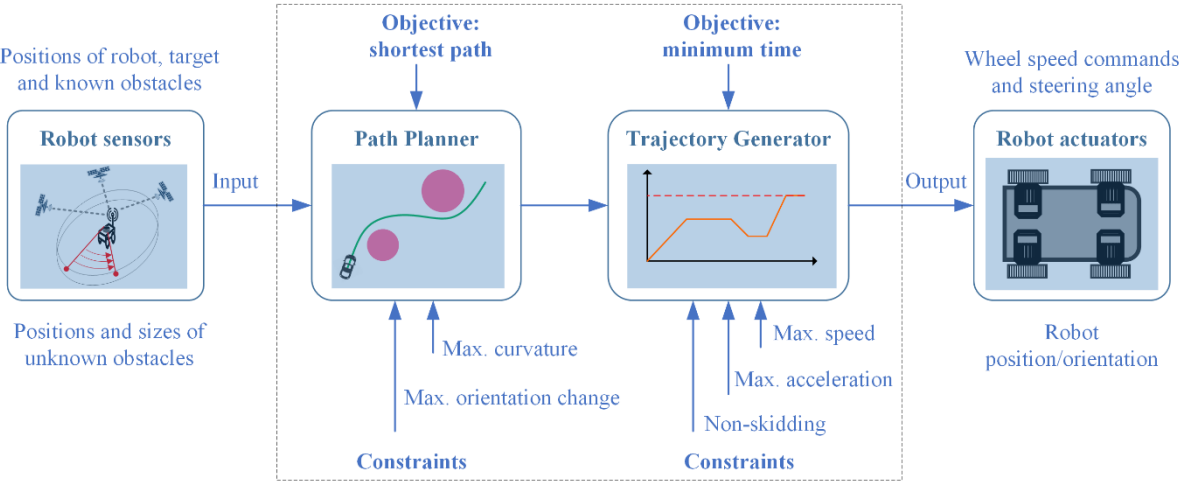 Objective:
shortest path
Objective:
minimum time
Positions of robot, target
and known obstacles
Wheel speed commands
and steering angle
Robot sensors
Path Planner
Trajectory Generator
Robot actuators
Input
Output
Positions and sizes of
unknown obstacles
Max. curvature
Max. orientation change
Constraints
Max. speed
Max. acceleration
Non-skidding
Constraints
Robot
position/orientation